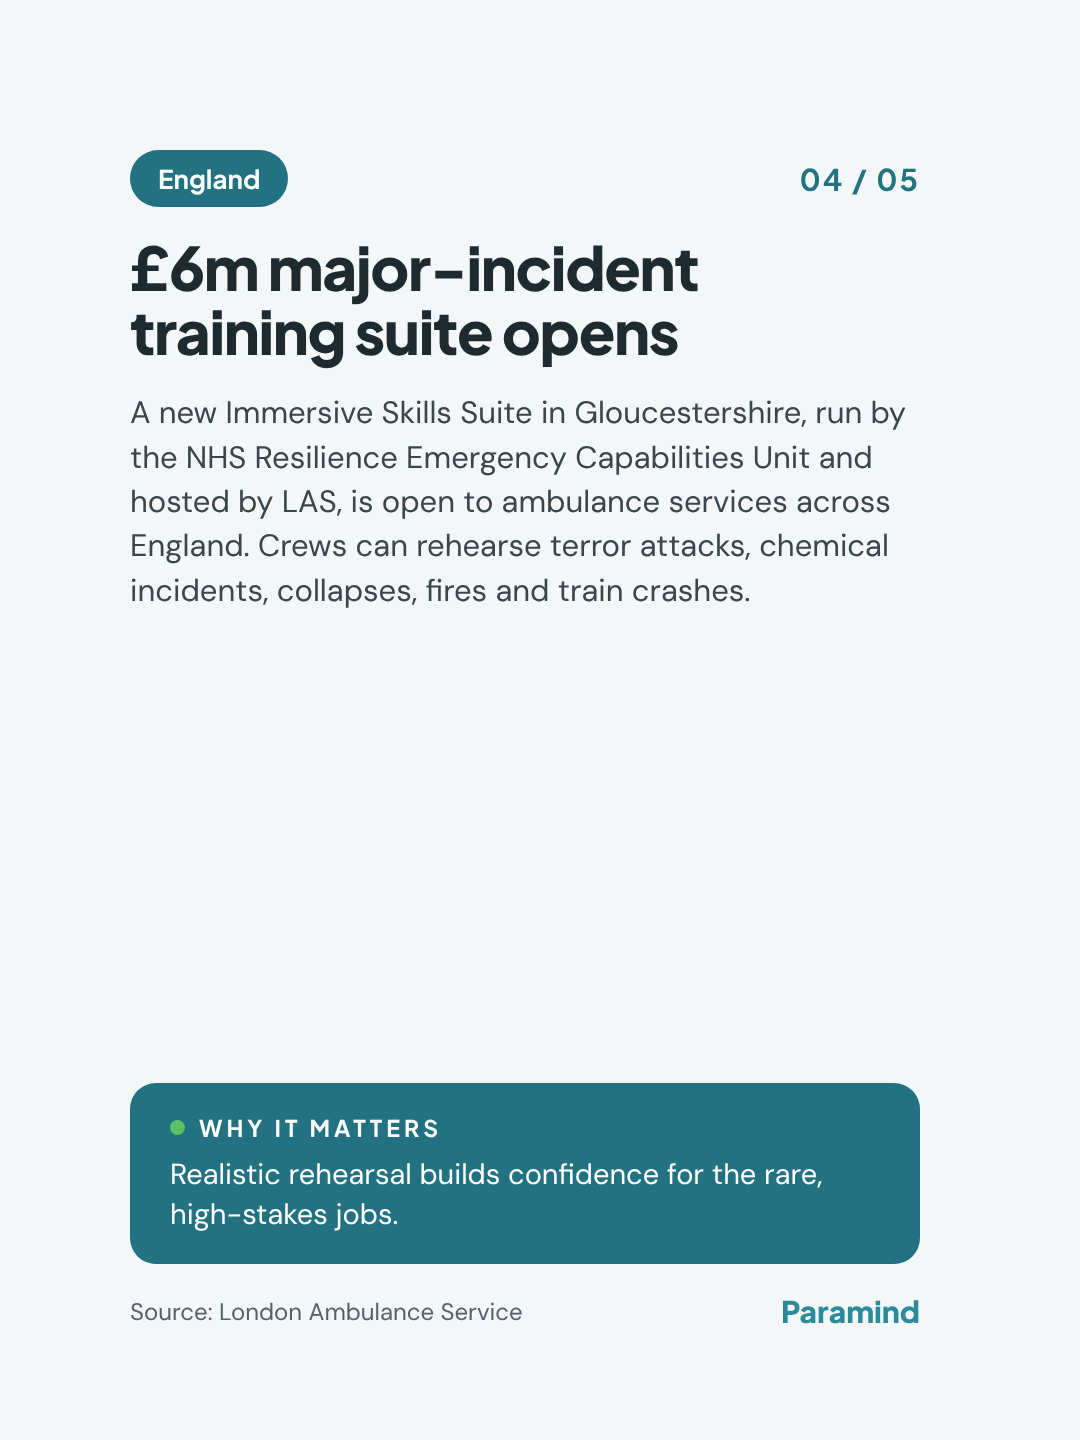 England
04 / 05
£6m major-incident
training suite opens
A new Immersive Skills Suite in Gloucestershire, run by
the NHS Resilience Emergency Capabilities Unit and
hosted by LAS, is open to ambulance services across
England. Crews can rehearse terror attacks, chemical
incidents, collapses, fires and train crashes.
WHY IT MATTERS
Realistic rehearsal builds confidence for the rare,
high-stakes jobs.
Source: London Ambulance Service
Paramind